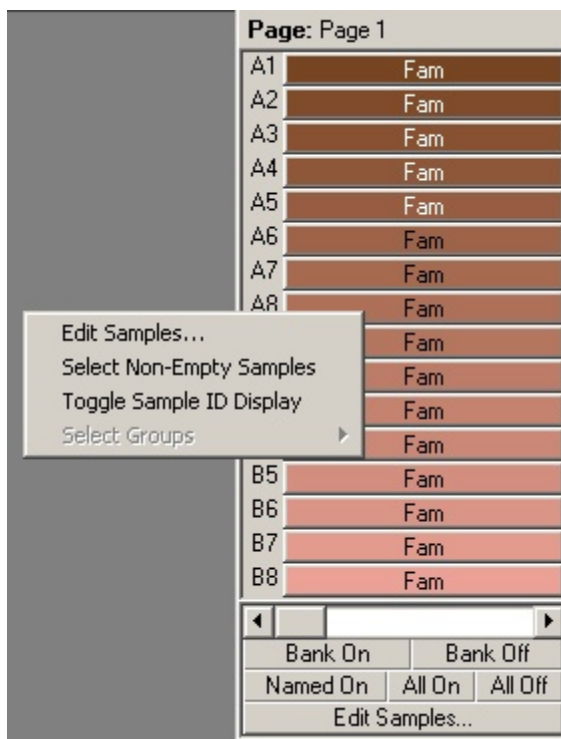 Page: Page 1
A1 Fam
A2 Fam
A3 Fam
A4 Fam
A5 Fam
A6 Fam
A7 Fam
A8 Fam
Edit Samples...
Select Non-Empty Samples
Toggle Sample ID Display
Select Groups
Fam
Fam
Fam
Fam
B5 Fam
B6 Fam
B7 Fam
B8 Fam
Bank On Bank Off
Named On All On All Off
Edit Samples...